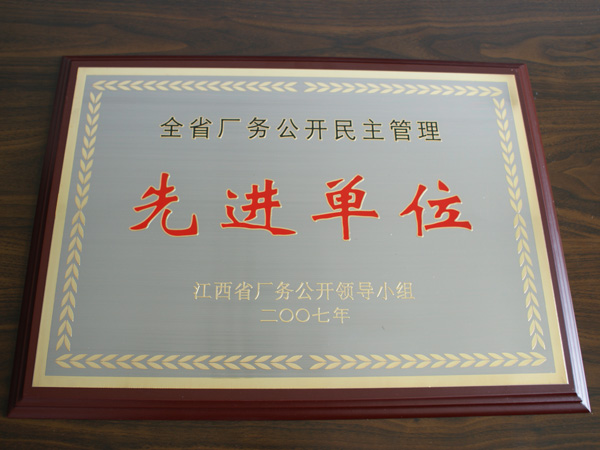 全省厂务公开民主管理
先进单位
江西省厂务公开领导小组
二〇〇七年